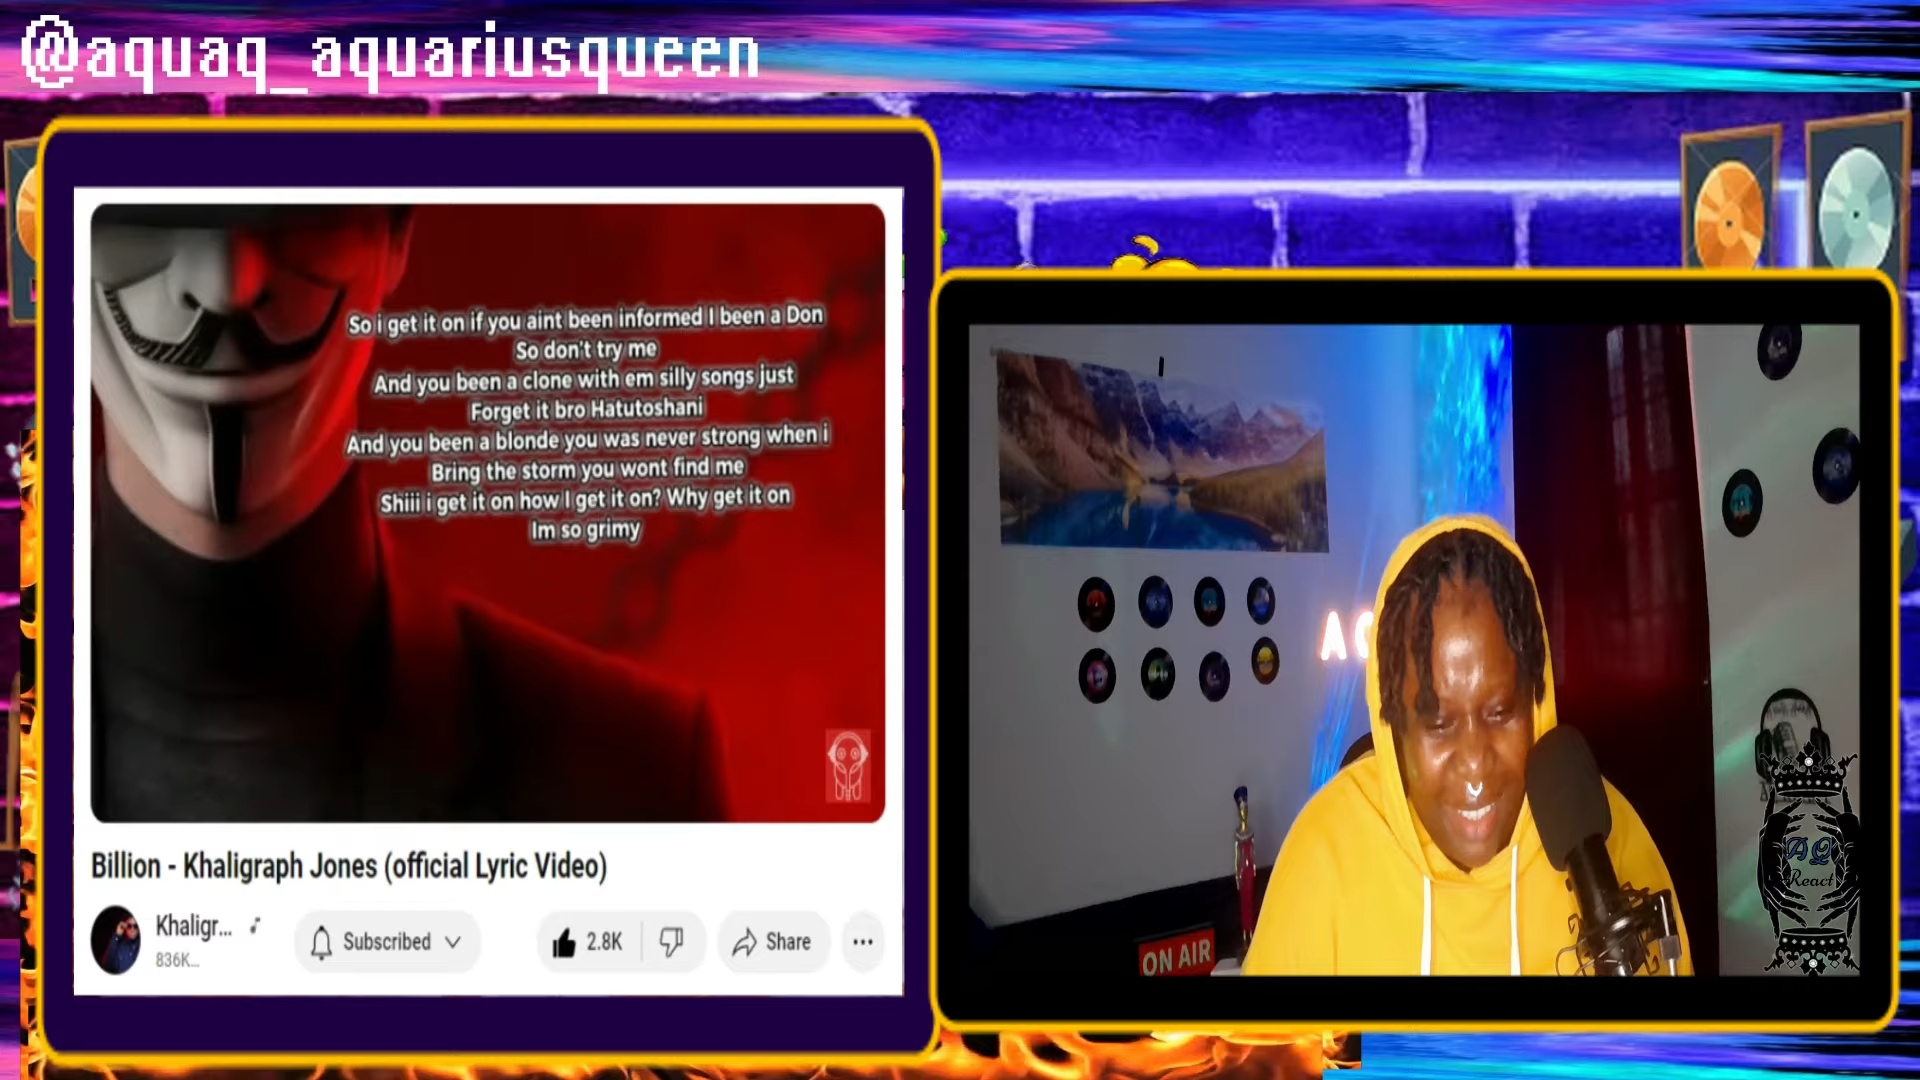 @aquaq_aquariusqueen
So i get it on if you aint been informed I been a Don
So don't try me
And you been a clone with em silly songs just
Forget it bro Hatutoshani
And you been a blonde you was never strong when i
Bring the storm you wont find me
Shiii i get it on how I get it on? Why get it on
Im so grimy
Billion - Khaligraph Jones (official Lyric Video)
Khaligr...
836K...
Subscribed
2.8K
Share
ON AIR
AQ
React